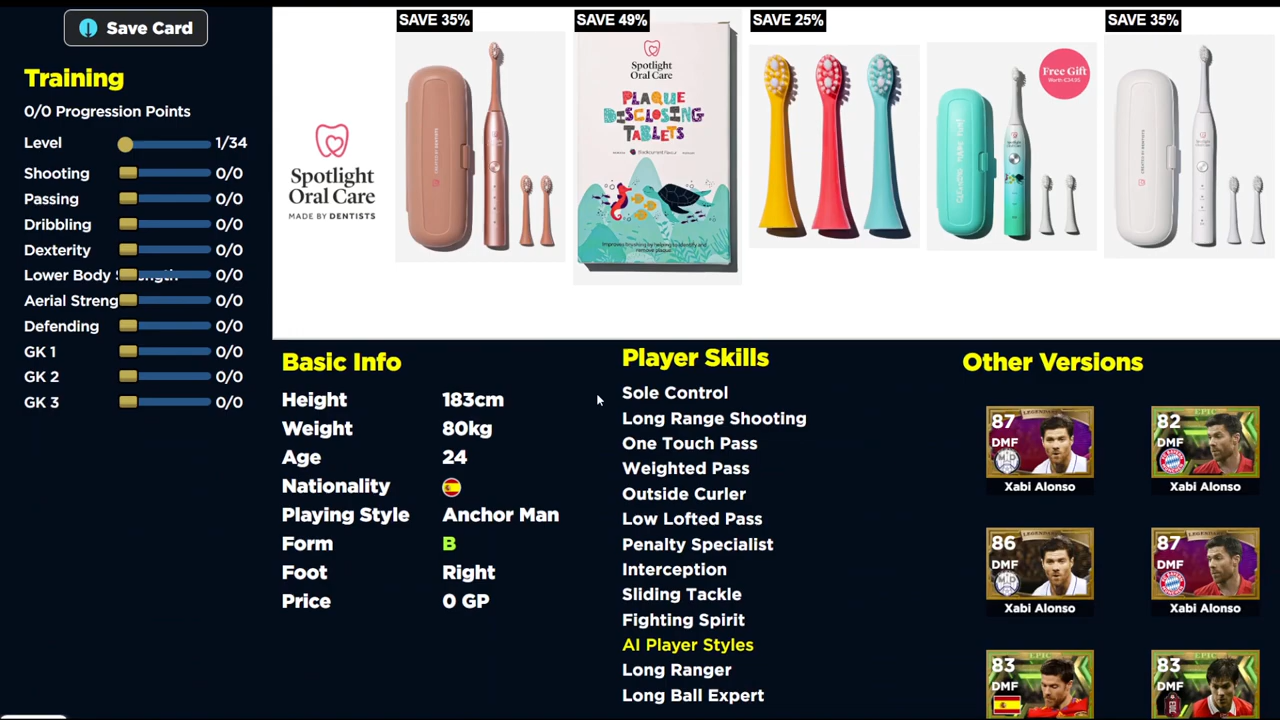 Save Card
Training
0/0 Progression Points
Level 1/34
Shooting 0/0
Passing 0/0
Dribbling 0/0
Dexterity 0/0
Lower Body Strength 0/0
Aerial Streng 0/0
Defending 0/0
GK 1 0/0
GK 2 0/0
GK 3 0/0
Spotlight
Oral Care
MADE BY DENTISTS
SAVE 35%
SAVE 49%
Spotlight
Oral Care
PLAQUE
DISCLOSING
TABLETS
SAVE 25%
Free Gift
SAVE 35%
Basic Info
Height 183cm
Weight 80kg
Age 24
Nationality
Playing Style Anchor Man
Form B
Foot Right
Price 0 GP
Player Skills
Sole Control
Long Range Shooting
One Touch Pass
Weighted Pass
Outside Curler
Low Lofted Pass
Penalty Specialist
Interception
Sliding Tackle
Fighting Spirit
AI Player Styles
Long Ranger
Long Ball Expert
Other Versions
LEGENDARY
87
DMF
Xabi Alonso
EPIC
82
DMF
Xabi Alonso
LEGENDARY
86
DMF
Xabi Alonso
LEGENDARY
87
DMF
Xabi Alonso
EPIC
83
DMF
EPIC
83
DMF